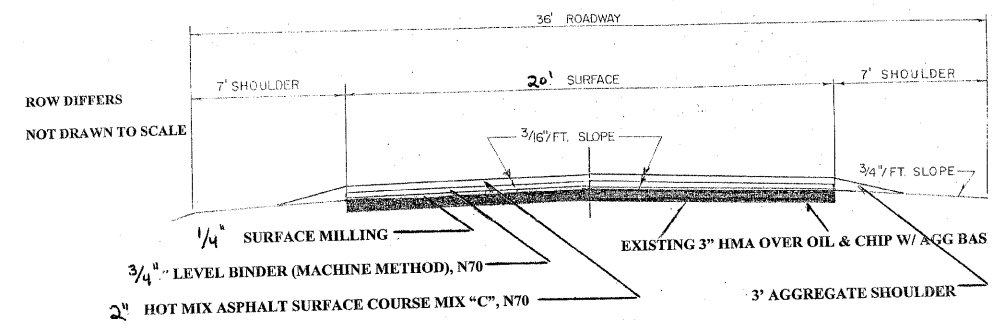 36' ROADWAY
7' SHOULDER
20' SURFACE
7' SHOULDER
ROW DIFFERS
NOT DRAWN TO SCALE
3/16"/FT. SLOPE
3/4"/FT. SLOPE
1/4" SURFACE MILLING
EXISTING 3" HMA OVER OIL & CHIP W/ AGG BAS
3/4"." LEVEL BINDER (MACHINE METHOD), N70
3' AGGREGATE SHOULDER
2" HOT MIX ASPHALT SURFACE COURSE MIX "C", N70